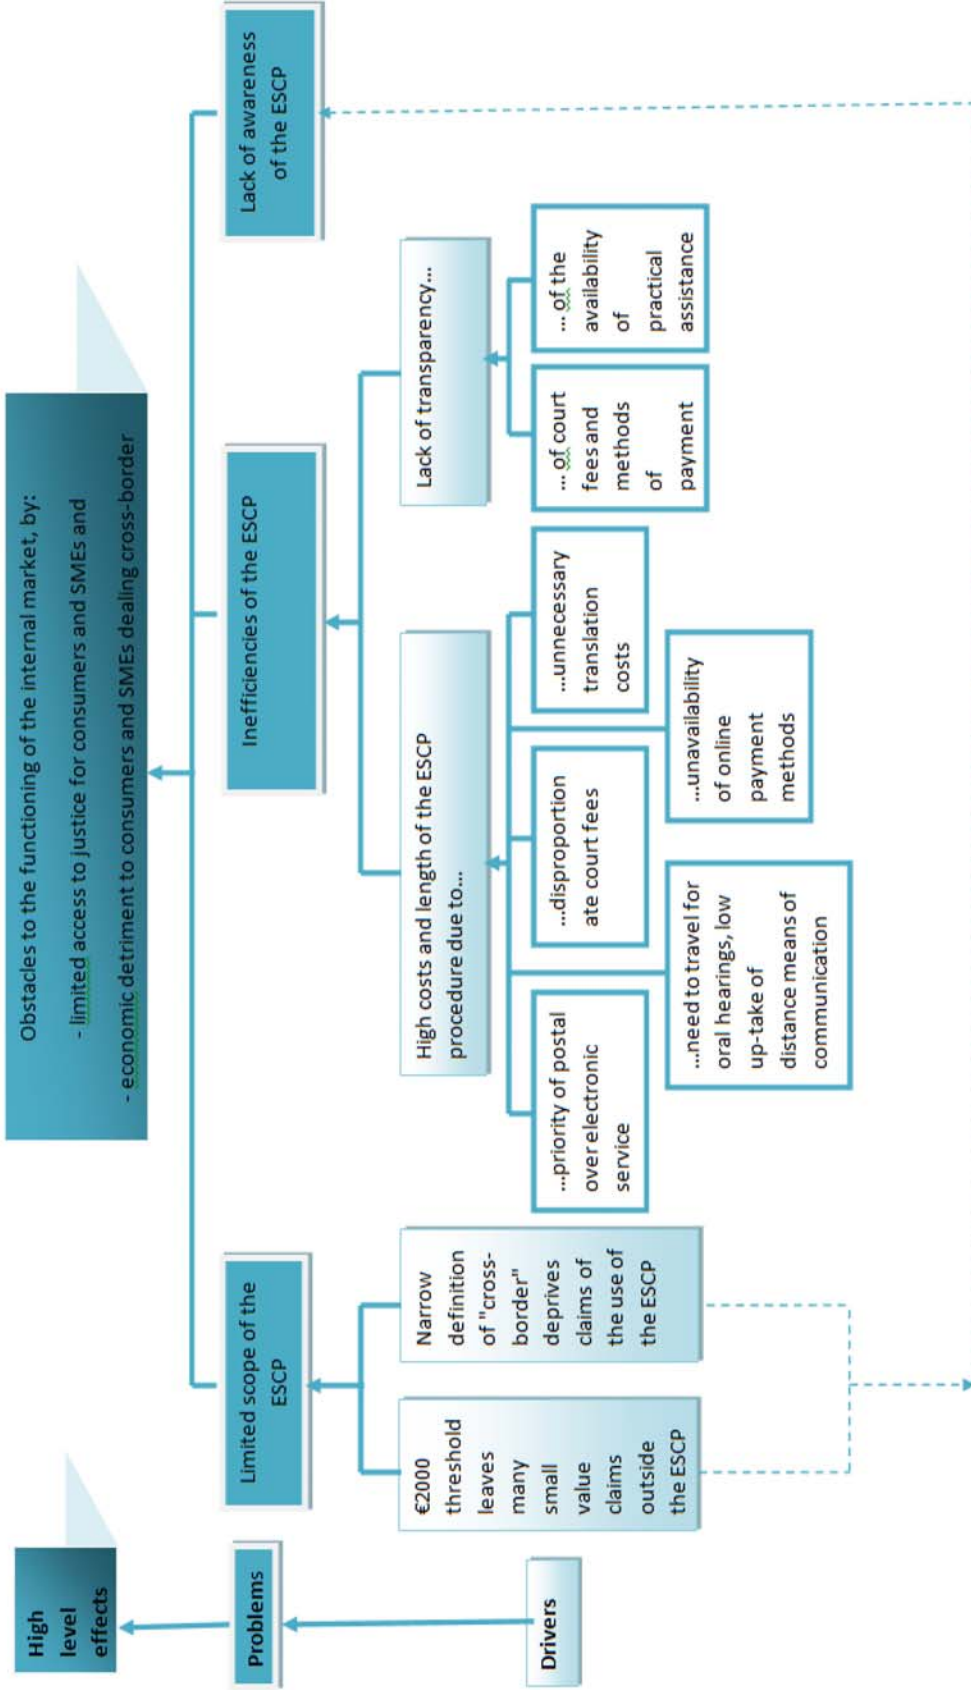 High
level
effects
Obstacles to the functioning of the internal market, by:
- limited access to justice for consumers and SMEs and
- economic detriment to consumers and SMEs dealing cross-border
Problems
Limited scope of the
ESCP
Inefficiencies of the ESCP
Lack of awareness
of the ESCP
Drivers
€2000
threshold
leaves
many
small
value
claims
outside
the ESCP
Narrow
definition
of "cross-
border"
deprives
claims of
the use of
the ESCP
High costs and length of the ESCP
procedure due to...
Lack of transparency...
...priority of postal
over electronic
service
...disproportion
ate court fees
...unnecessary
translation
costs
...need to travel for
oral hearings, low
up-take of
distance means of
communication
...unavailability
of online
payment
methods
... of court
fees and
methods
of
payment
... of the
availability
of
practical
assistance